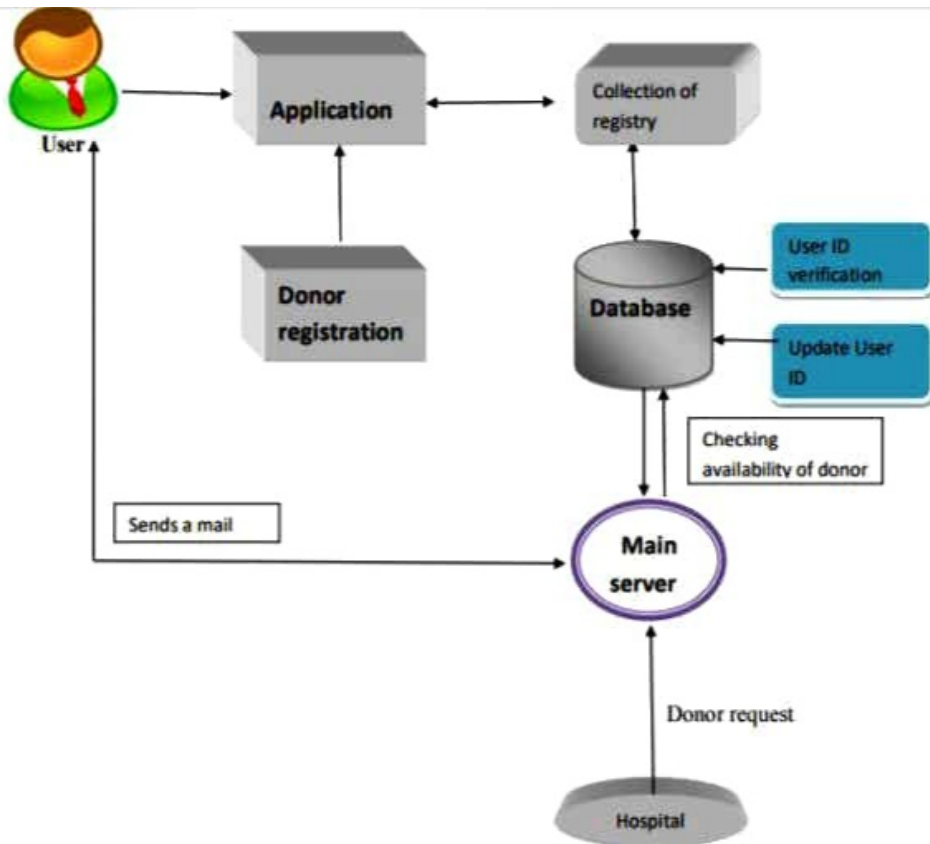 User
Application
Collection of
registry
Donor
registration
Database
User ID
verification
Update User
ID
Checking
availability of donor
Sends a mail
Main
server
Donor request
Hospital